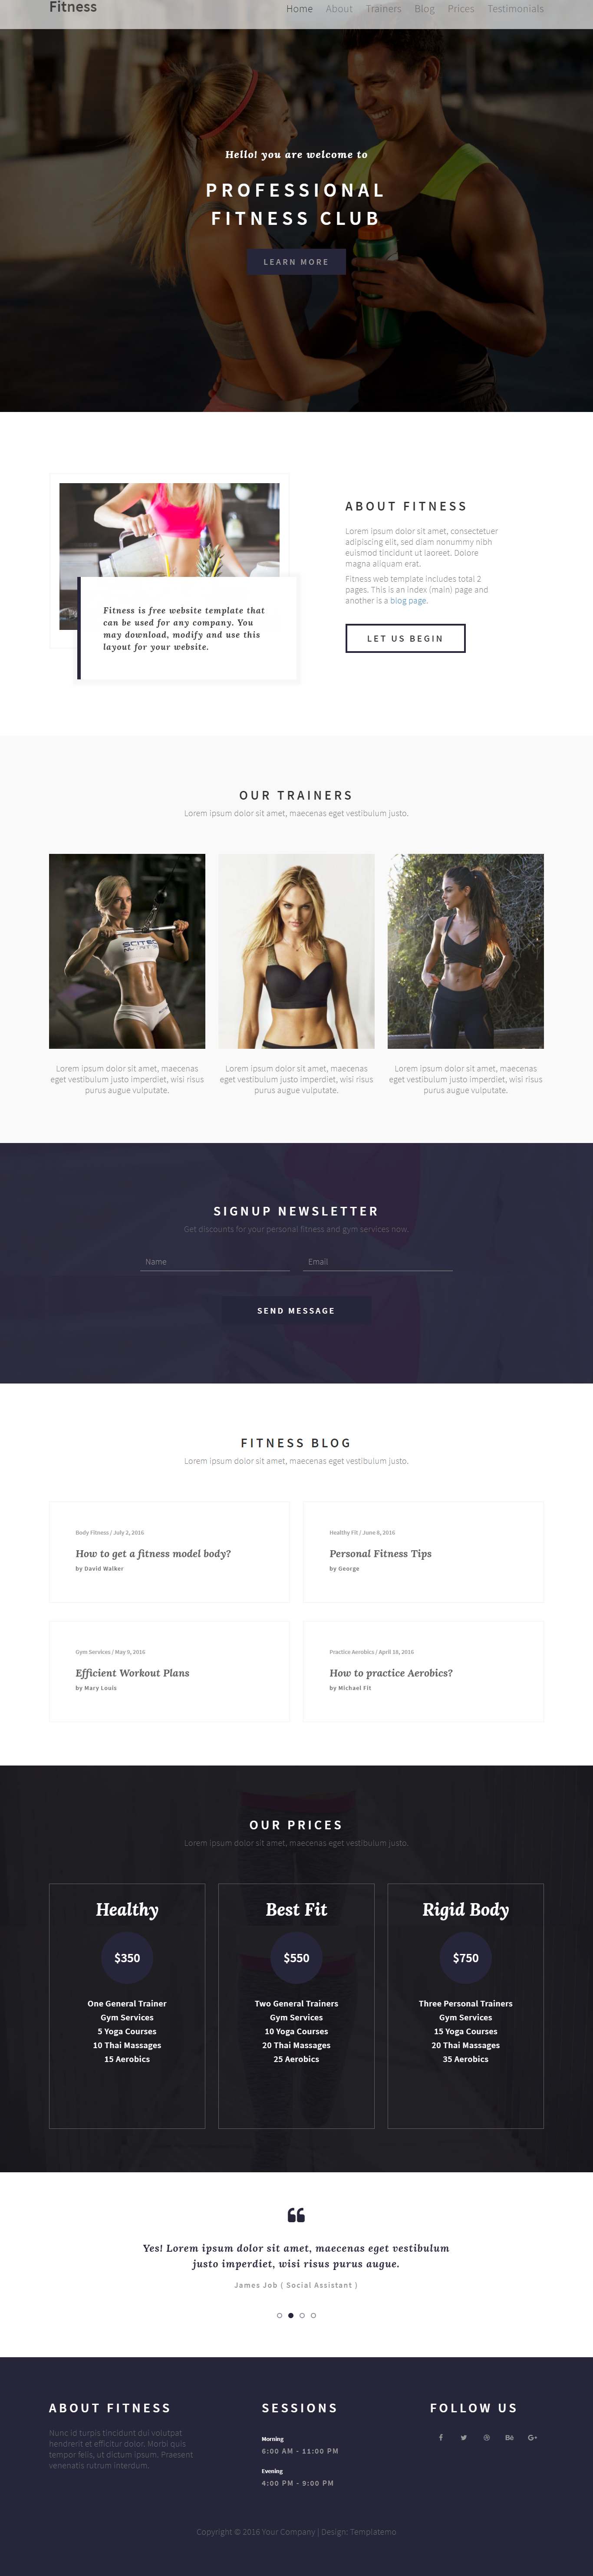 Fitness
Home About Trainers Blog Prices Testimonials
Hello! you are welcome to
PROFESSIONAL
FITNESS CLUB
LEARN MORE
ABOUT FITNESS
Lorem ipsum dolor sit amet, consectetuer
adipiscing elit, sed diam nonummy nibh
euismod tincidunt ut laoreet. Dolore
magna aliquam erat.
Fitness web template includes total 2
pages. This is an index (main) page and
another is a blog page.
LET US BEGIN
Fitness is free website template that
can be used for any company. You
may download, modify and use this
layout for your website.
OUR TRAINERS
Lorem ipsum dolor sit amet, maecenas eget vestibulum justo.
Lorem ipsum dolor sit amet, maecenas
eget vestibulum justo imperdiet, wisi risus
purus augue vulputate.
Lorem ipsum dolor sit amet, maecenas
eget vestibulum justo imperdiet, wisi risus
purus augue vulputate.
Lorem ipsum dolor sit amet, maecenas
eget vestibulum justo imperdiet, wisi risus
purus augue vulputate.
SIGNUP NEWSLETTER
Get discounts for your personal fitness and gym services now.
Name
Email
SEND MESSAGE
FITNESS BLOG
Lorem ipsum dolor sit amet, maecenas eget vestibulum justo.
Body Fitness / July 2, 2016
How to get a fitness model body?
by David Walker
Healthy Fit / June 8, 2016
Personal Fitness Tips
by George
Gym Services / May 9, 2016
Efficient Workout Plans
by Mary Louis
Practice Aerobics / April 18, 2016
How to practice Aerobics?
by Michael Fit
OUR PRICES
Lorem ipsum dolor sit amet, maecenas eget vestibulum justo.
Healthy
$350
One General Trainer
Gym Services
5 Yoga Courses
10 Thai Massages
15 Aerobics
Best Fit
$550
Two General Trainers
Gym Services
10 Yoga Courses
20 Thai Massages
25 Aerobics
Rigid Body
$750
Three Personal Trainers
Gym Services
15 Yoga Courses
20 Thai Massages
35 Aerobics
Yes! Lorem ipsum dolor sit amet, maecenas eget vestibulum
justo imperdiet, wisi risus purus augue.
James Job ( Social Assistant )
ABOUT FITNESS
Nunc id turpis tincidunt dui volutpat
hendrerit et efficitur dolor. Morbi quis
tempor felis, ut dictum ipsum. Praesent
venenatis rutrum interdum.
SESSIONS
Morning
6:00 AM - 11:00 PM
Evening
4:00 PM - 9:00 PM
FOLLOW US
Copyright © 2016 Your Company | Design: Templatemo